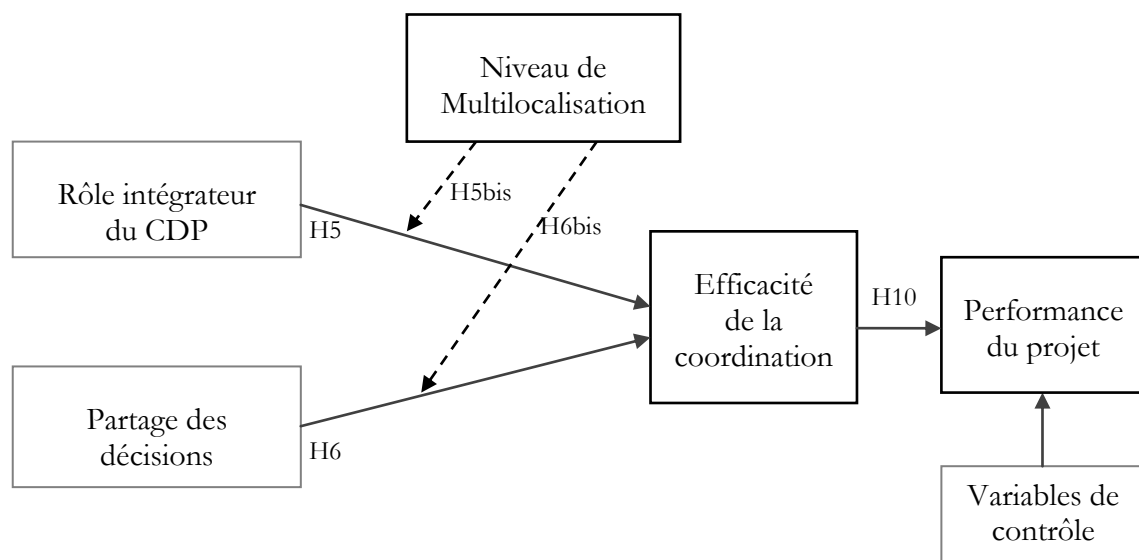 Niveau de
Multilocalisation
Rôle intégrateur
du CDP
H5
H5bis
H6bis
Efficacité
de la
coordination
H10
Performance
du projet
Partage des
décisions
H6
Variables de
contrôle